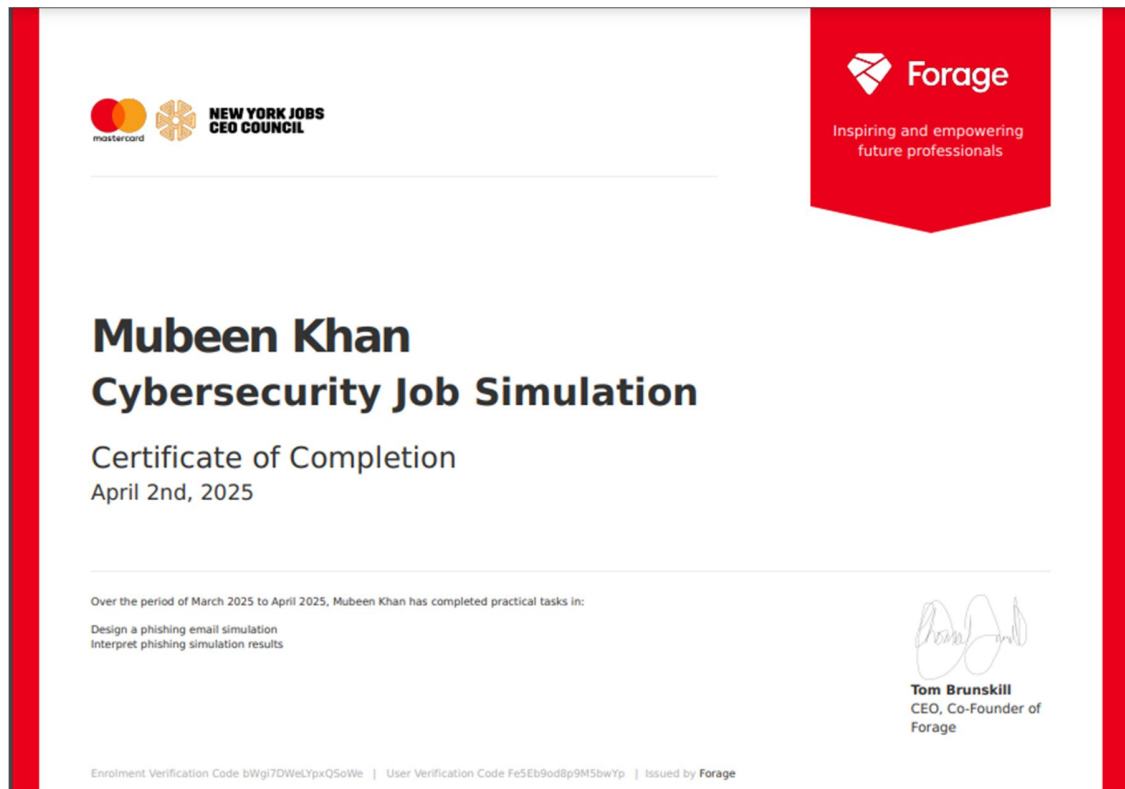 mastercard
NEW YORK JOBS
CEO COUNCIL
Forage
Inspiring and empowering
future professionals
Mubeen Khan
Cybersecurity Job Simulation
Certificate of Completion
April 2nd, 2025
Over the period of March 2025 to April 2025, Mubeen Khan has completed practical tasks in:
Design a phishing email simulation
Interpret phishing simulation results
Tom Brunskill
CEO, Co-Founder of
Forage
Enrolment Verification Code bWgi7DWeLYpxQSoWe | User Verification Code Fe5Eb9od8p9M5bwYp | Issued by Forage